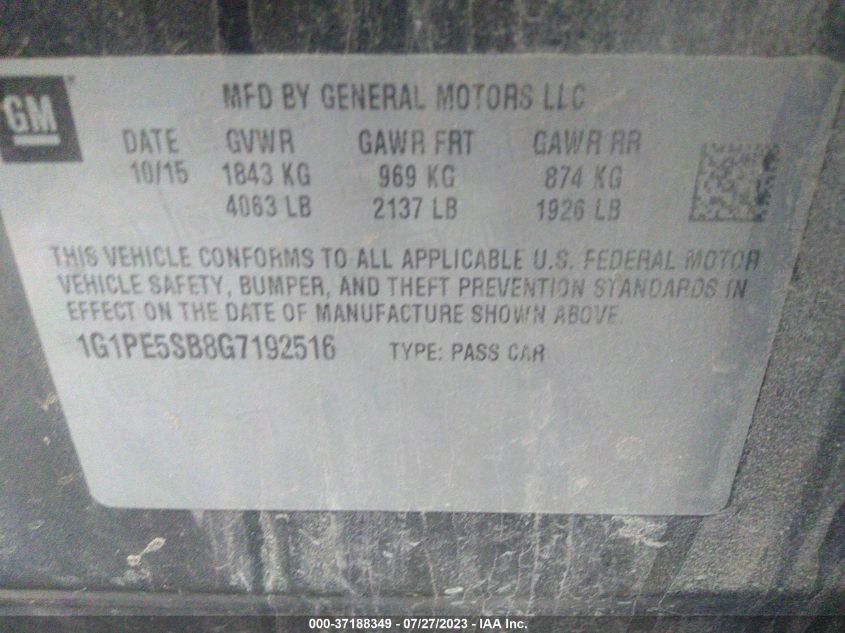 GM
MFD BY GENERAL MOTORS LLC
DATE GVWR GAWR FRT GAWR RR
10/15 1843 KG 969 KG 874 KG
4063 LB 2137 LB 1926 LB
THIS VEHICLE CONFORMS TO ALL APPLICABLE U.S. FEDERAL MOTOR
VEHICLE SAFETY, BUMPER, AND THEFT PREVENTION STANDARDS IN
EFFECT ON THE DATE OF MANUFACTURE SHOWN ABOVE.
1G1PE5SB8G7192516 TYPE: PASS CAR
000-37188349 - 07/27/2023 - IAA Inc.